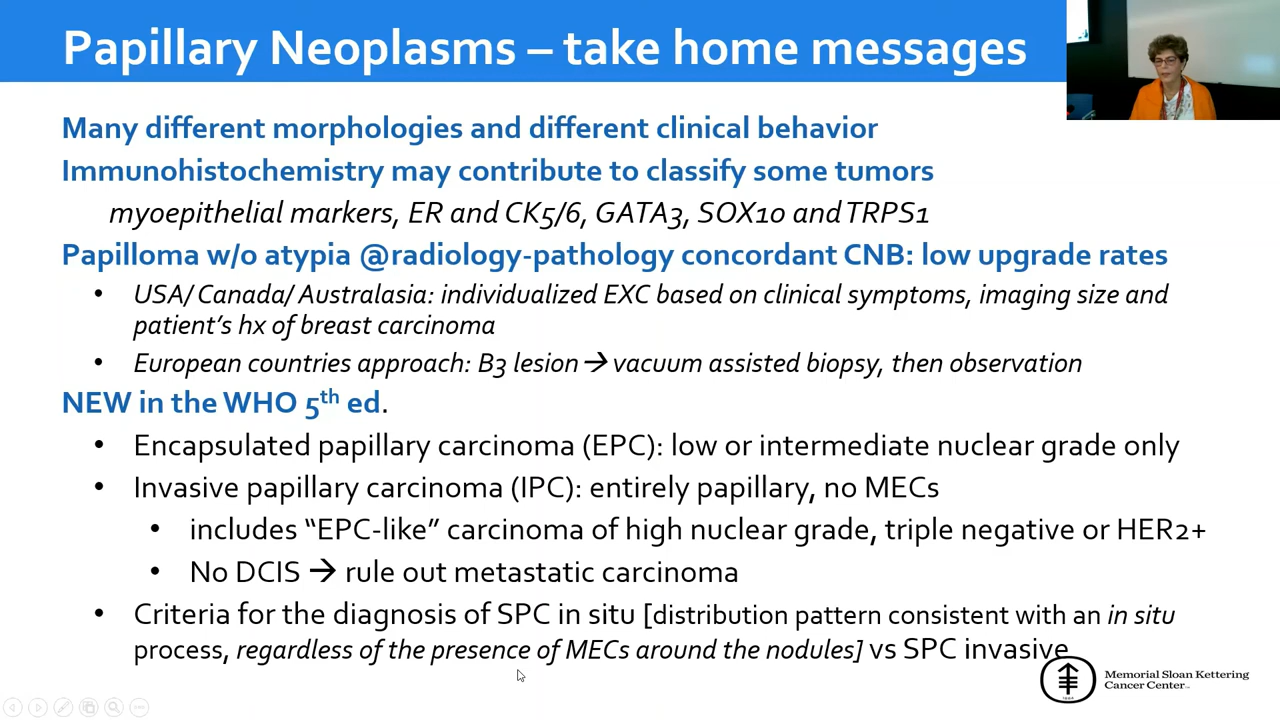 Papillary Neoplasms – take home messages
Many different morphologies and different clinical behavior
Immunohistochemistry may contribute to classify some tumors
myoepithelial markers, ER and CK5/6, GATA3, SOX10 and TRPS1
Papilloma w/o atypia @radiology-pathology concordant CNB: low upgrade rates
• USA/ Canada/ Australasia: individualized EXC based on clinical symptoms, imaging size and
patient's hx of breast carcinoma
• European countries approach: B3 lesion → vacuum assisted biopsy, then observation
NEW in the WHO 5th ed.
• Encapsulated papillary carcinoma (EPC): low or intermediate nuclear grade only
• Invasive papillary carcinoma (IPC): entirely papillary, no MECs
• includes “EPC-like” carcinoma of high nuclear grade, triple negative or HER2+
• No DCIS → rule out metastatic carcinoma
• Criteria for the diagnosis of SPC in situ [distribution pattern consistent with an in situ
process, regardless of the presence of MECs around the nodules] vs SPC invasive
Memorial Sloan Kettering
Cancer Center